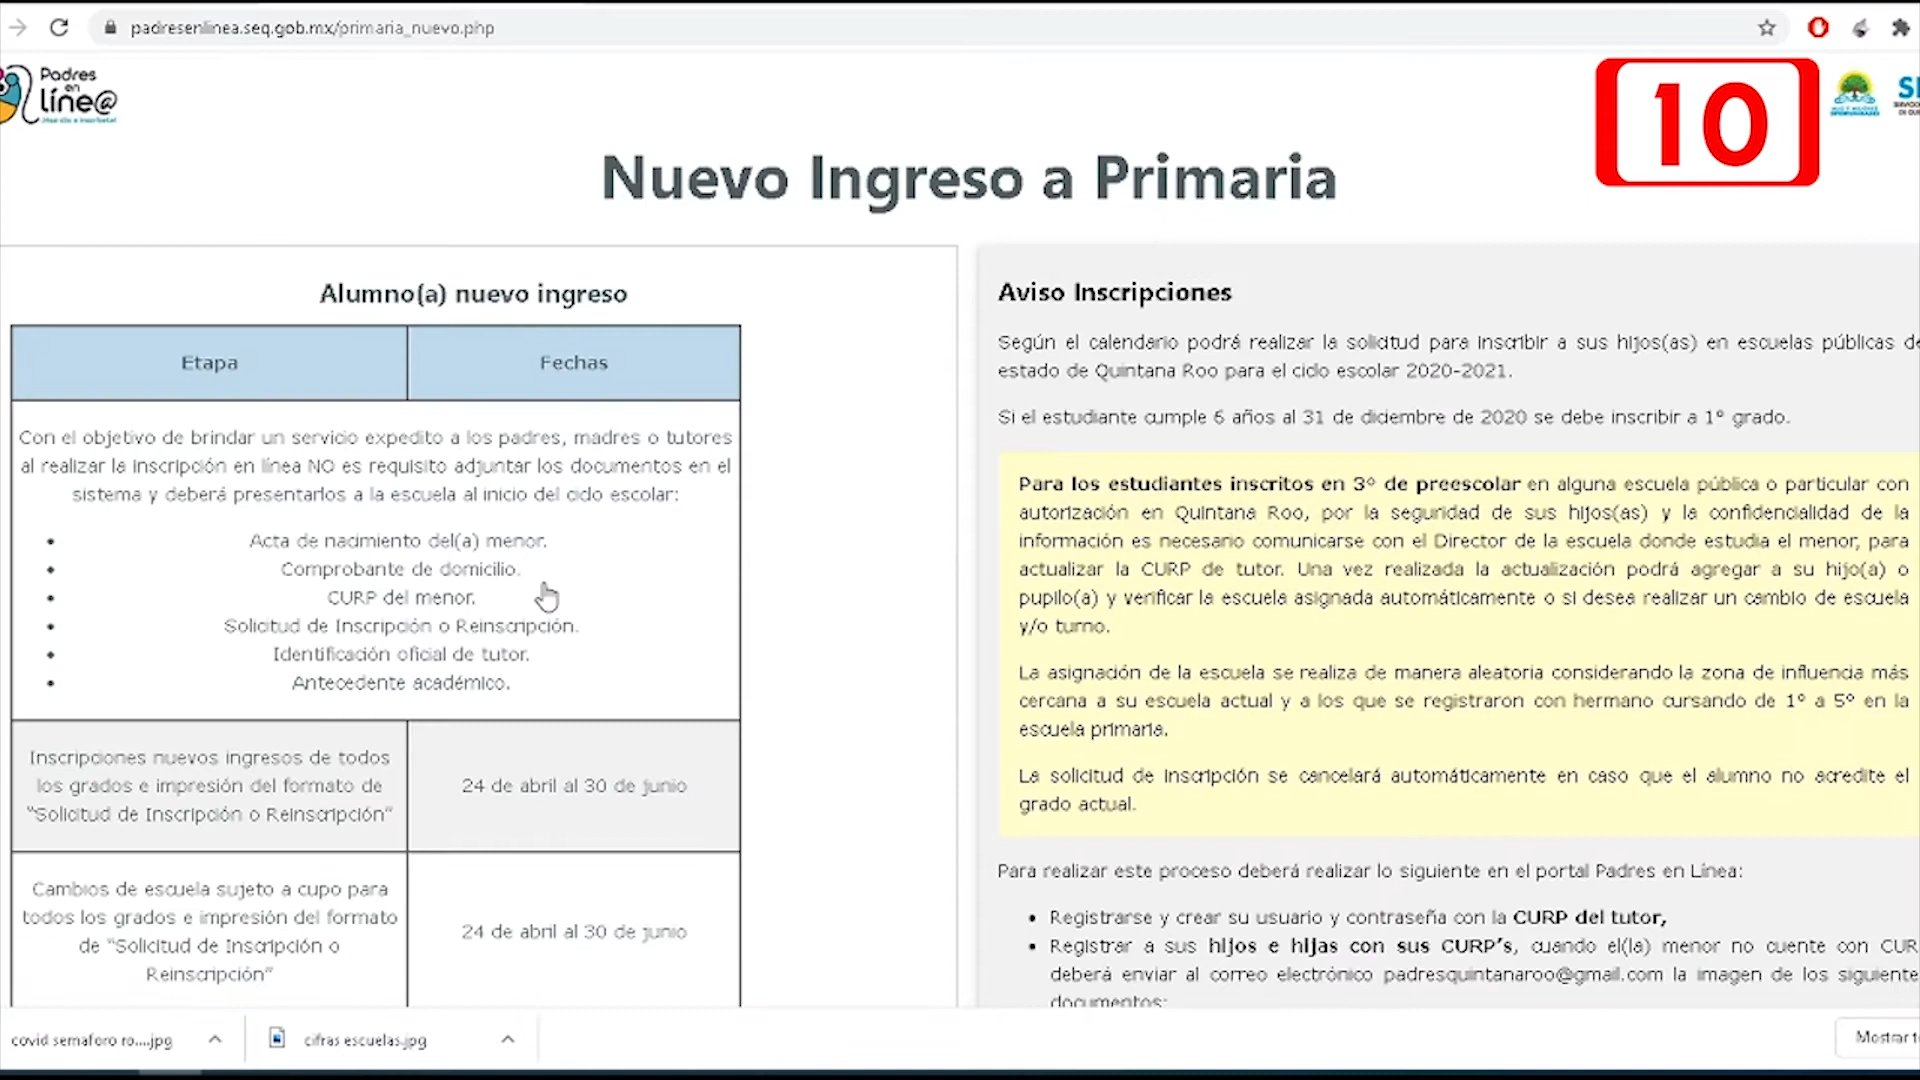 padresenlinea.seq.gob.mx/primaria_nuevo.php
Padres
en
líne@
10
Nuevo Ingreso a Primaria
Alumno(a) nuevo ingreso
Etapa
Fechas
Con el objetivo de brindar un servicio expedito a los padres, madres o tutores
al realizar la inscripción en línea NO es requisito adjuntar los documentos en el
sistema y deberá presentarlos a la escuela al inicio del ciclo escolar:
• Acta de nacimiento del(a) menor.
• Comprobante de domicilio.
• CURP del menor.
• Solicitud de Inscripción o Reinscripción.
• Identificación oficial de tutor.
• Antecedente académico.
Inscripciones nuevos ingresos de todos
los grados e impresión del formato de
"Solicitud de Inscripción o Reinscripción"
24 de abril al 30 de junio
Cambios de escuela sujeto a cupo para
todos los grados e impresión del formato
de "Solicitud de Inscripción o
Reinscripción"
24 de abril al 30 de junio
Aviso Inscripciones
Según el calendario podrá realizar la solicitud para inscribir a sus hijos(as) en escuelas públicas de
estado de Quintana Roo para el ciclo escolar 2020-2021.
Si el estudiante cumple 6 años al 31 de diciembre de 2020 se debe inscribir a 1° grado.
Para los estudiantes inscritos en 3° de preescolar en alguna escuela pública o particular con
autorización en Quintana Roo, por la seguridad de sus hijos(as) y la confidencialidad de la
información es necesario comunicarse con el Director de la escuela donde estudia el menor, para
actualizar la CURP de tutor. Una vez realizada la actualización podrá agregar a su hijo(a) o
pupilo(a) y verificar la escuela asignada automáticamente o si desea realizar un cambio de escuela
y/o turno.
La asignación de la escuela se realiza de manera aleatoria considerando la zona de influencia más
cercana a su escuela actual y a los que se registraron con hermano cursando de 1° a 5° en la
escuela primaria.
La solicitud de inscripción se cancelará automáticamente en caso que el alumno no acredite el
grado actual.
Para realizar este proceso deberá realizar lo siguiente en el portal Padres en Línea:
• Registrarse y crear su usuario y contraseña con la CURP del tutor,
• Registrar a sus hijos e hijas con sus CURP's, cuando el(la) menor no cuente con CUR
deberá enviar al correo electrónico padresquintanaroo@gmail.com la imagen de los siguiente
documentos:
covid semaforo ro....jpg
cifras escuelas.jpg
Mostrar t